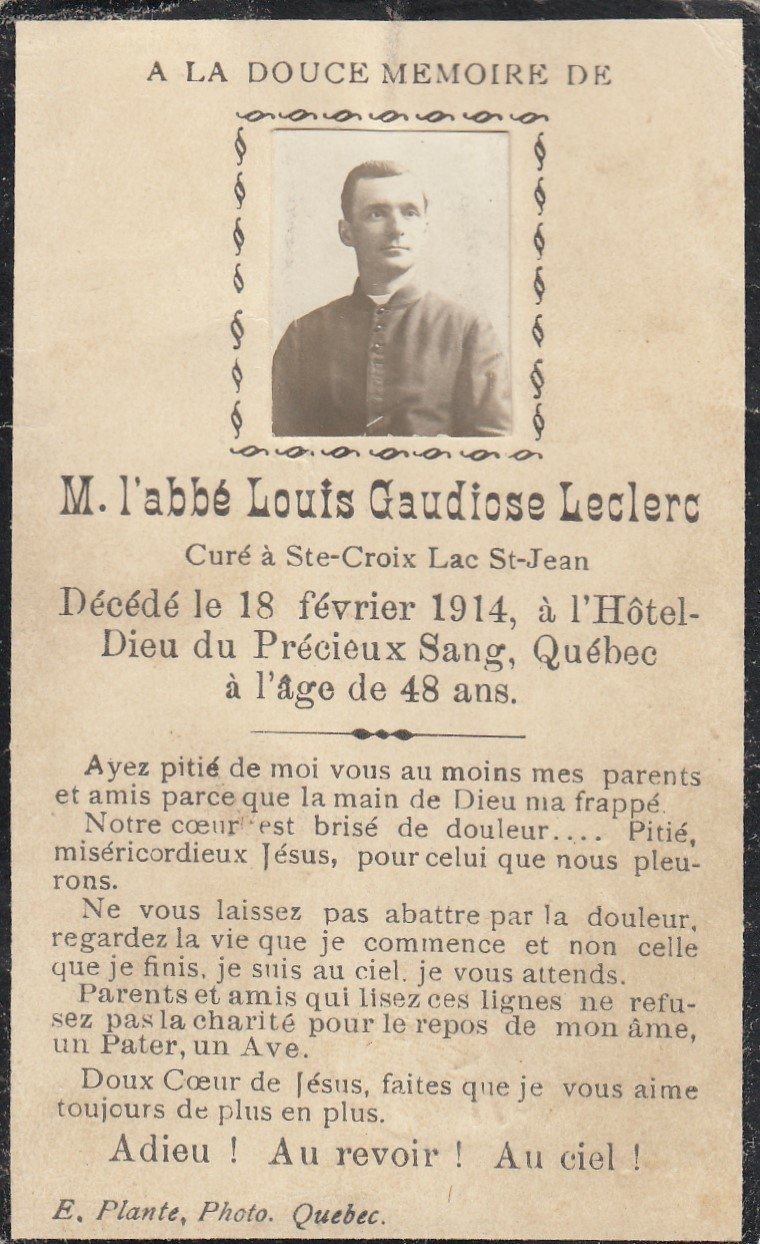 A LA DOUCE MEMOIRE DE
M. l'abbé Louis Gaudiose Leclerc
Curé à Ste-Croix Lac St-Jean
Décédé le 18 février 1914, à l'Hôtel-
Dieu du Précieux Sang, Québec
à l'âge de 48 ans.
Ayez pitié de moi vous au moins mes parents
et amis parce que la main de Dieu ma frappé.
Notre cœur est brisé de douleur.... Pitié,
miséricordieux Jésus, pour celui que nous pleu-
rons.
Ne vous laissez pas abattre par la douleur,
regardez la vie que je commence et non celle
que je finis, je suis au ciel, je vous attends.
Parents et amis qui lisez ces lignes ne refu-
sez pas la charité pour le repos de mon âme,
un Pater, un Ave.
Doux Cœur de Jésus, faites que je vous aime
toujours de plus en plus.
Adieu ! Au revoir ! Au ciel !
E. Plante, Photo. Quebec.